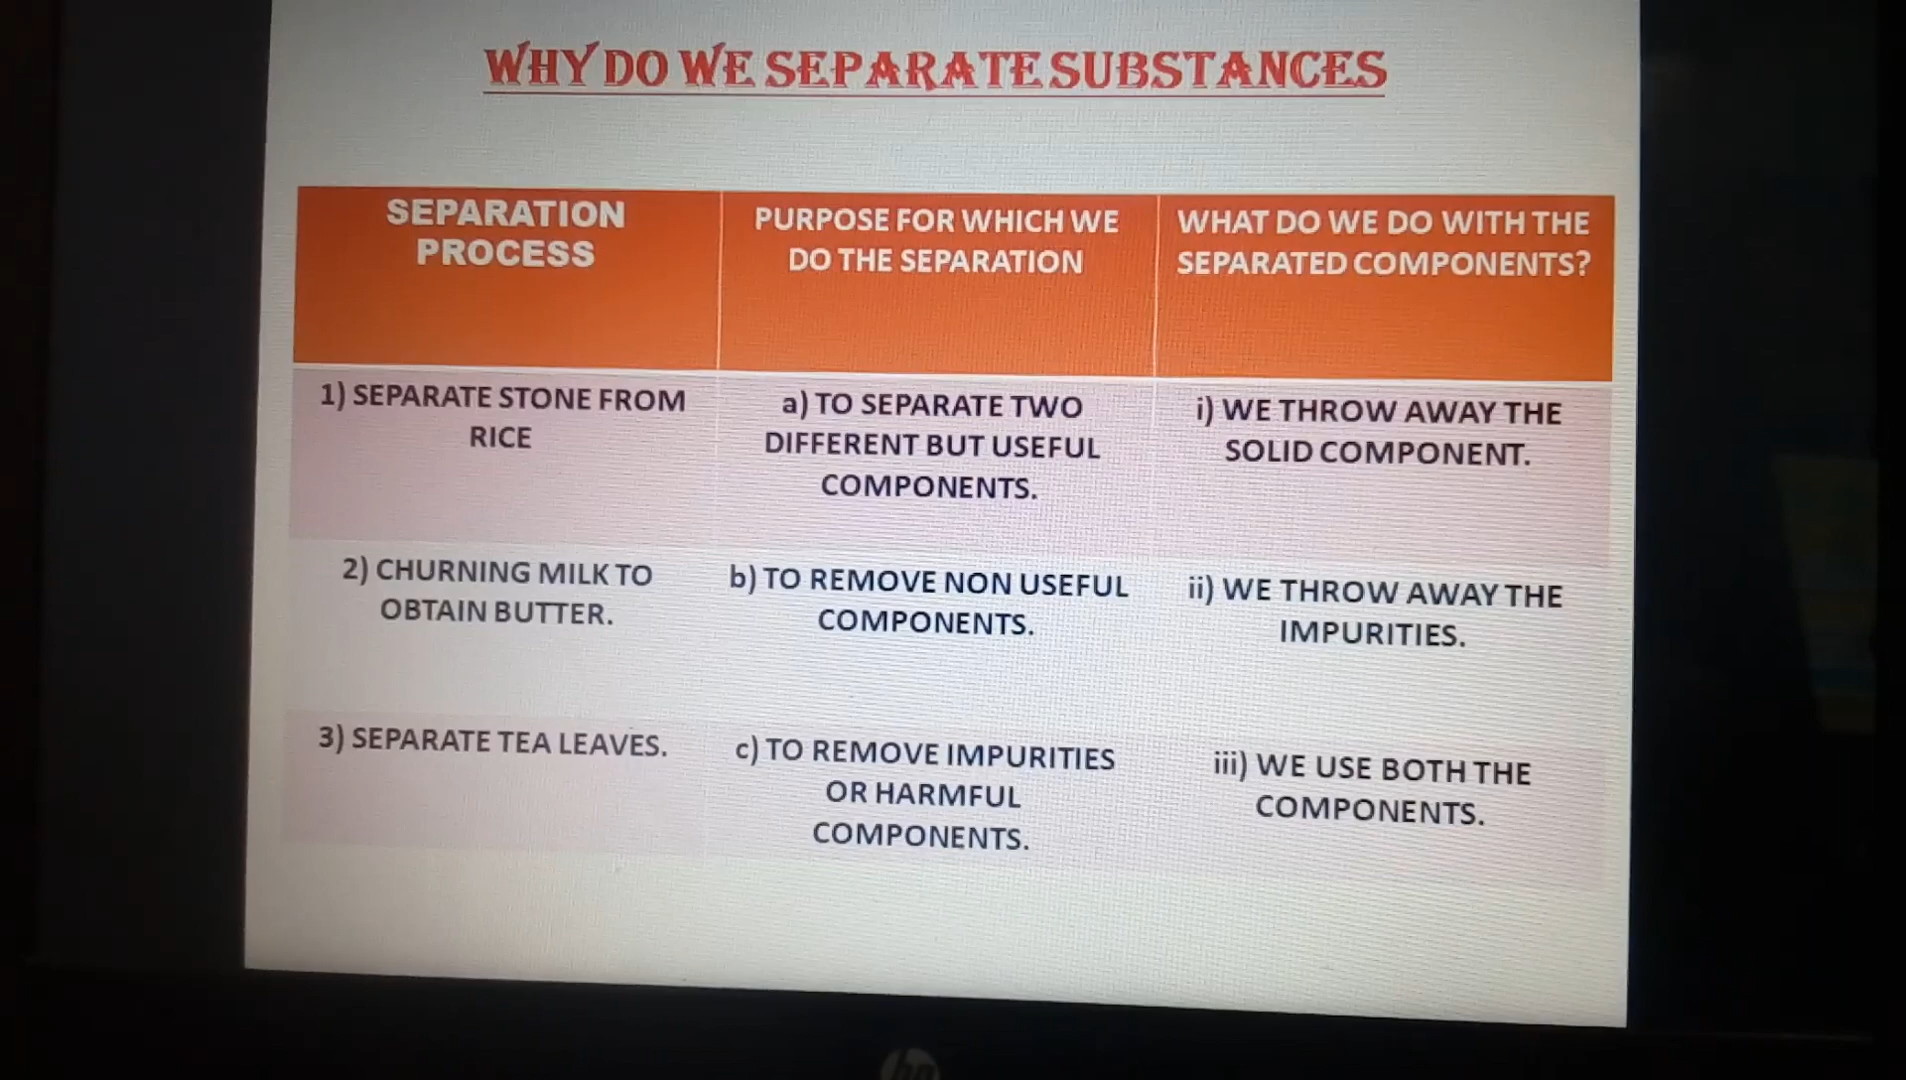 WHY DO WE SEPARATE SUBSTANCES
SEPARATION
PROCESS
PURPOSE FOR WHICH WE
DO THE SEPARATION
WHAT DO WE DO WITH THE
SEPARATED COMPONENTS?
1) SEPARATE STONE FROM
RICE
a) TO SEPARATE TWO
DIFFERENT BUT USEFUL
COMPONENTS.
i) WE THROW AWAY THE
SOLID COMPONENT.
2) CHURNING MILK TO
OBTAIN BUTTER.
b) TO REMOVE NON USEFUL
COMPONENTS.
ii) WE THROW AWAY THE
IMPURITIES.
3) SEPARATE TEA LEAVES.
c) TO REMOVE IMPURITIES
OR HARMFUL
COMPONENTS.
iii) WE USE BOTH THE
COMPONENTS.
hp